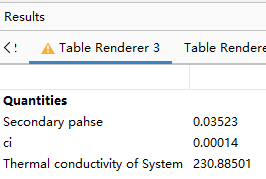 Results
! Table Renderer 3 Table Rendere
Quantities
Secondary pahse 0.03523
ci 0.00014
Thermal conductivity of System 230.88501